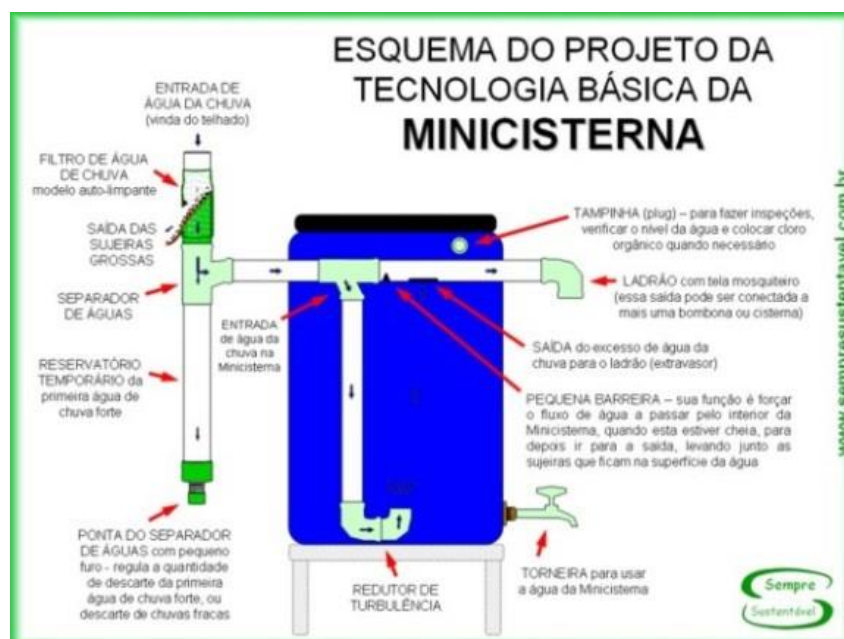 ESQUEMA DO PROJETO DA
TECNOLOGIA BÁSICA DA
MINICISTERNA
ENTRADA DE
ÁGUA DA CHUVA
(vinda do telhado)
FILTRO DE ÁGUA
DE CHUVA
modelo auto-limpante
SAÍDA DAS
SUJEIRAS
GROSSAS
SEPARADOR
DE ÁGUAS
RESERVATÓRIO
TEMPORÁRIO da
primeira água de
chuva forte
PONTA DO SEPARADOR
DE ÁGUAS com pequeno
furo - regula a quantidade
de descarte da primeira
água de chuva forte, ou
descarte de chuvas fracas
ENTRADA
de água da
chuva na
Minicisterna
REDUTOR DE
TURBULÊNCIA
TAMPINHA (plug) – para fazer inspeções,
verificar o nível da água e colocar cloro
orgânico quando necessário
LADRÃO com tela mosquiteiro
(essa saída pode ser conectada a
mais uma bombona ou cisterna)
SAÍDA do excesso de água da
chuva para o ladrão (extravasor)
PEQUENA BARREIRA – sua função é forçar
o fluxo de água a passar pelo interior da
Minicisterna, quando esta estiver cheia, para
depois ir para a saída, levando junto as
sujeiras que ficam na superfície da água
TORNEIRA para usar
a água da Minicisterna
www.sempresustentavel.com.br
Sempre
Sustentável